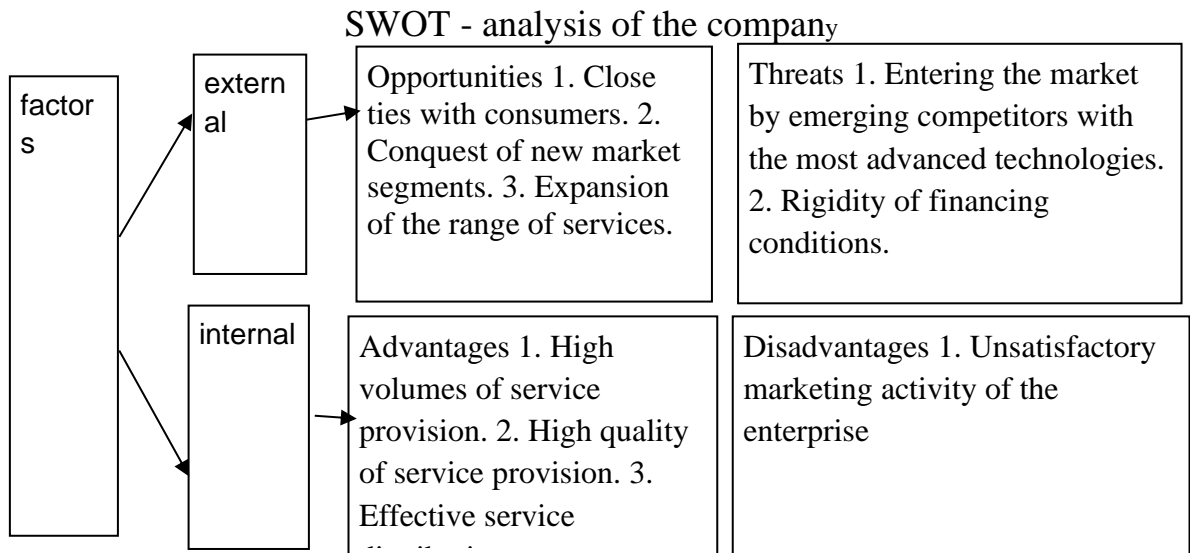 SWOT - analysis of the company
factor
s
extern
al
Opportunities 1. Close
ties with consumers. 2.
Conquest of new market
segments. 3. Expansion
of the range of services.
Threats 1. Entering the market
by emerging competitors with
the most advanced technologies.
2. Rigidity of financing
conditions.
internal
Advantages 1. High
volumes of service
provision. 2. High quality
of service provision. 3.
Effective service
Disadvantages 1. Unsatisfactory
marketing activity of the
enterprise